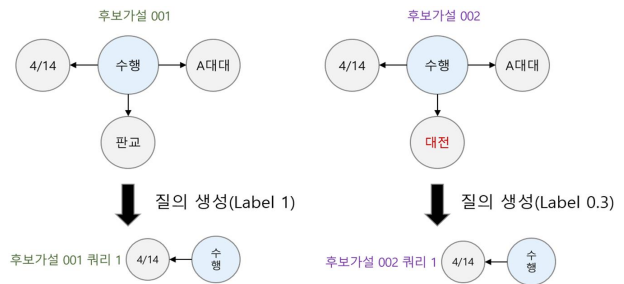 후보가설 001
4/14
수행
A대대
판교
질의 생성(Label 1)
후보가설 001 쿼리 1
4/14
수
행
후보가설 002
4/14
수행
A대대
대전
질의 생성(Label 0.3)
후보가설 002 쿼리 1
4/14
수
행